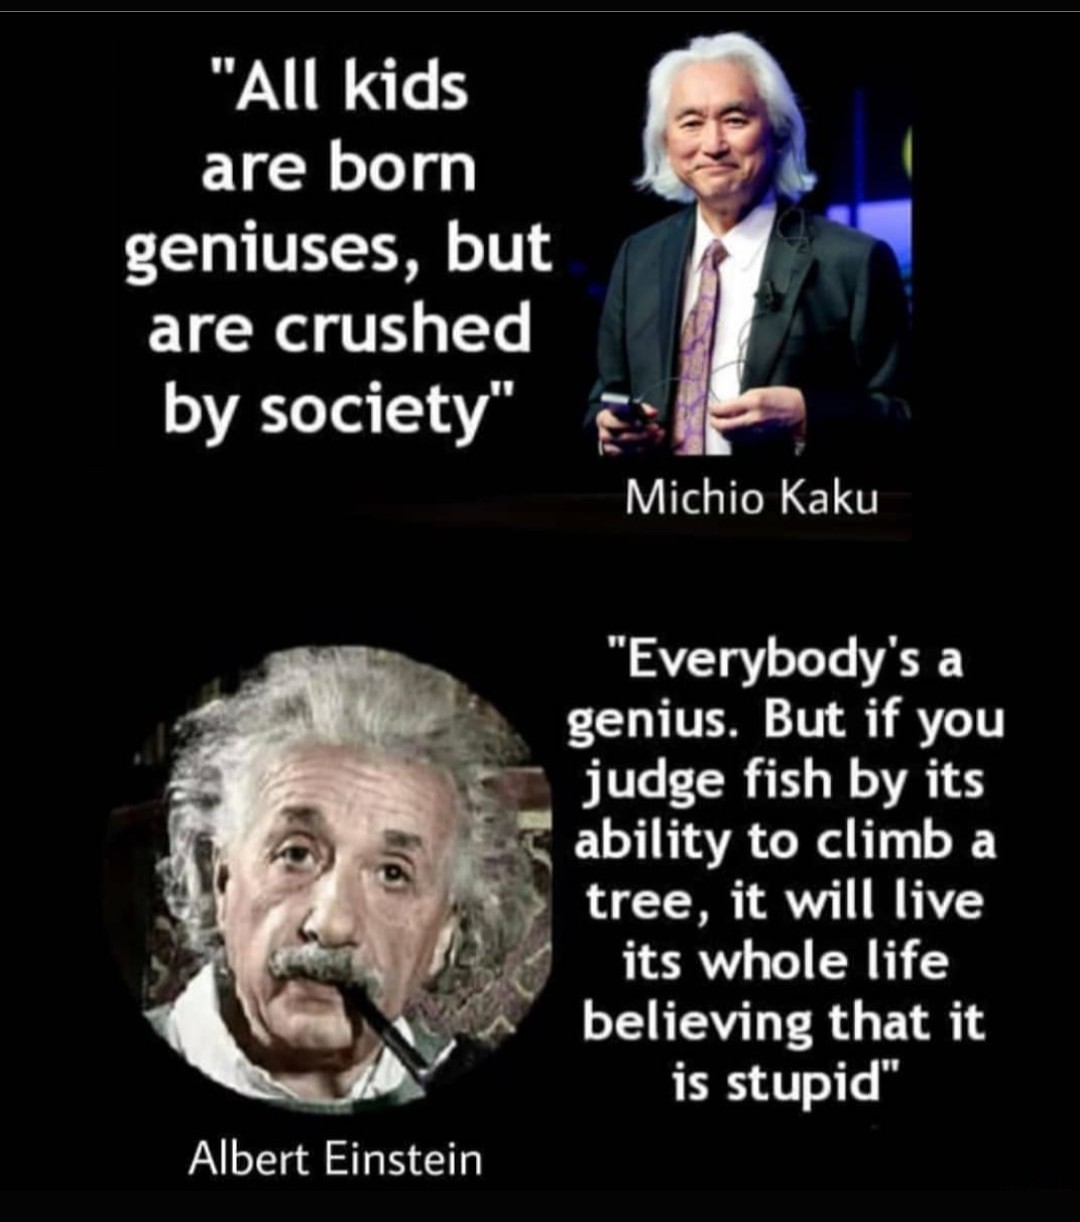 "All kids
are born
geniuses, but
are crushed
by society"
Michio Kaku
"Everybody's a
genius. But if you
judge fish by its
ability to climb a
tree, it will live
its whole life
believing that it
is stupid"
Albert Einstein